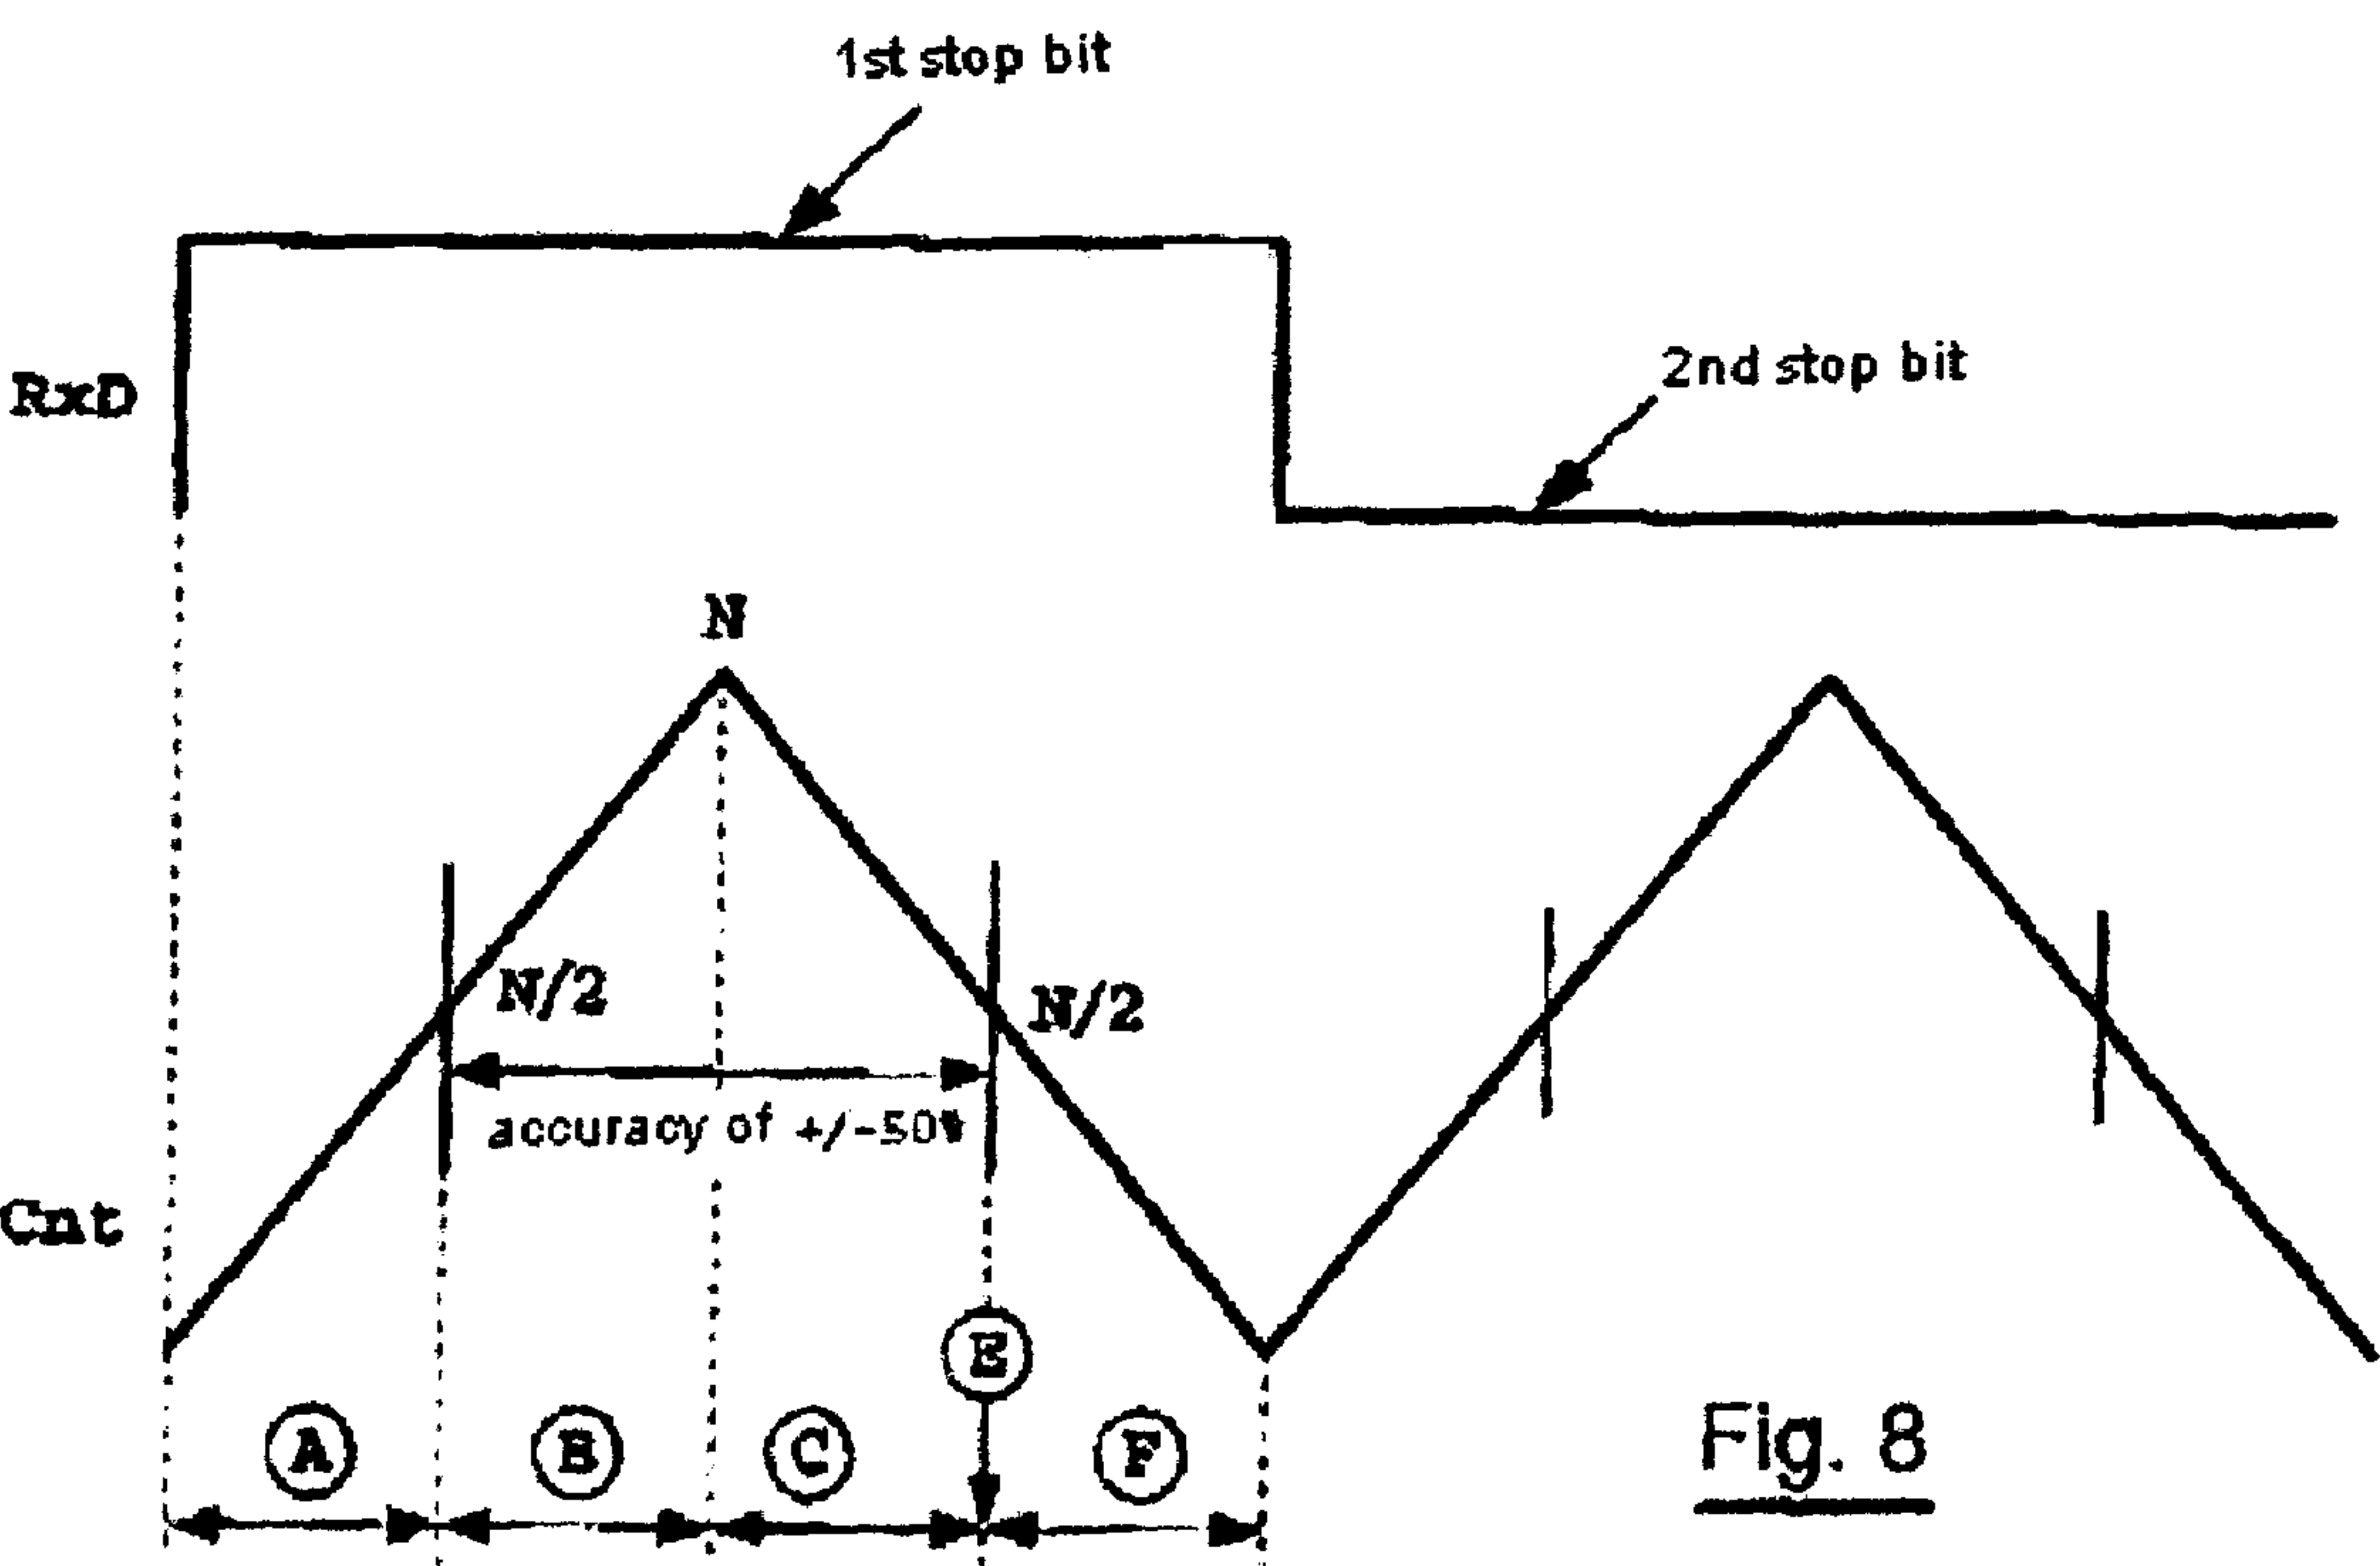 1st stop bit
RxD
2nd stop bit
N
N/2
N/2
accuracy of +/-50%
Cnt
E
A
B
C
F
Fig. 8